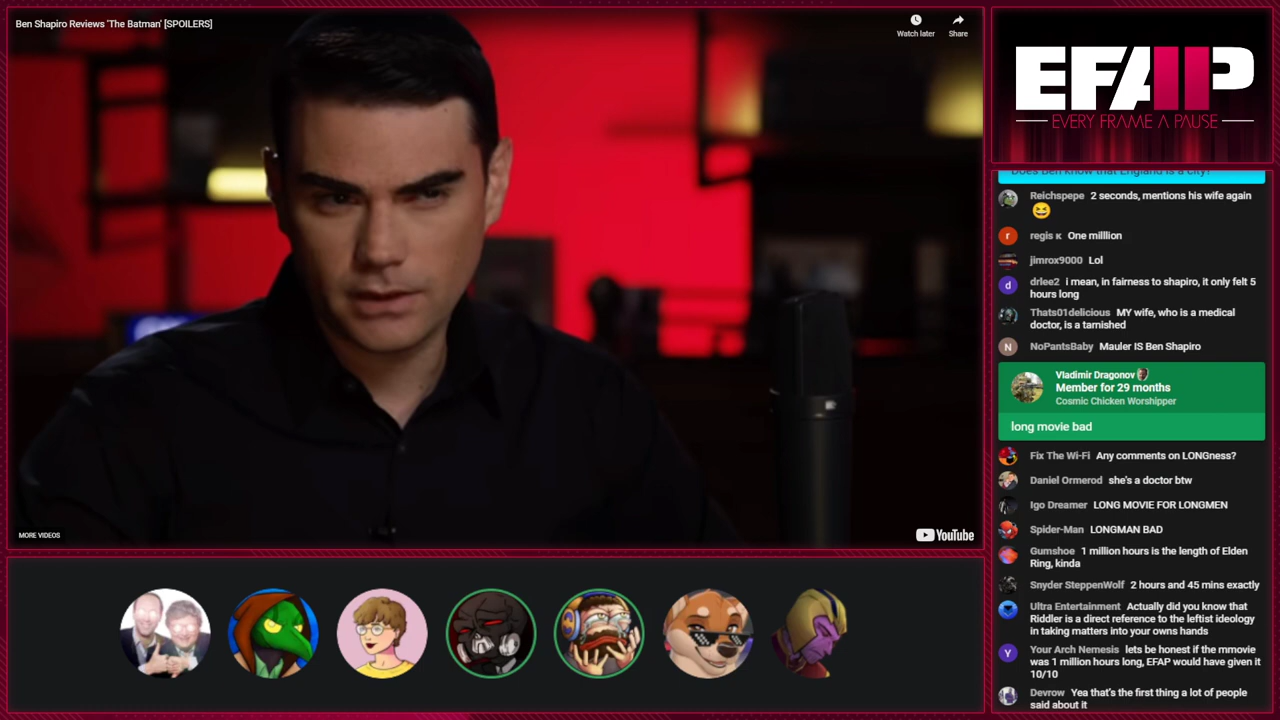 Ben Shapiro Reviews 'The Batman' [SPOILERS]
Watch later
Share
MORE VIDEOS
YouTube
EFAP
EVERY FRAME A PAUSE
Does Ben know that England is a city?
Reichspepe 2 seconds, mentions his wife again
r
regis κ One milllion
jimrox9000 Lol
d
drlee2 i mean, in fairness to shapiro, it only felt 5
hours long
Thats01delicious MY wife, who is a medical
doctor, is a tarnished
N
NoPantsBaby Mauler IS Ben Shapiro
Vladimir Dragonov
Member for 29 months
Cosmic Chicken Worshipper
long movie bad
Fix The Wi-Fi Any comments on LONGness?
Daniel Ormerod she's a doctor btw
Igo Dreamer LONG MOVIE FOR LONGMEN
Spider-Man LONGMAN BAD
Gumshoe 1 million hours is the length of Elden
Ring, kinda
Snyder SteppenWolf 2 hours and 45 mins exactly
Ultra Entertainment Actually did you know that
Riddler is a direct reference to the leftist ideology
in taking matters into your owns hands
Y
Your Arch Nemesis lets be honest if the mmovie
was 1 million hours long, EFAP would have given it
10/10
Devrow Yea that's the first thing a lot of people
said about it